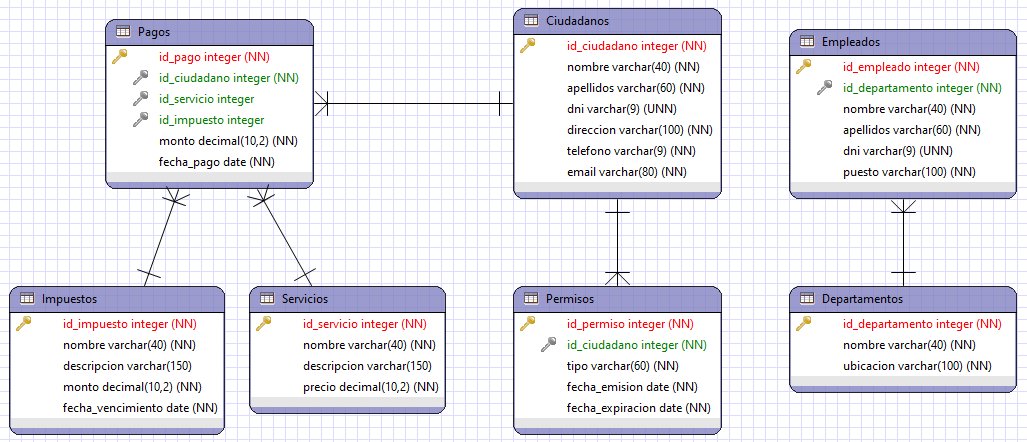 Pagos
id_pago integer (NN)
id_ciudadano integer (NN)
id_servicio integer
id_impuesto integer
monto decimal(10,2) (NN)
fecha_pago date (NN)
Ciudadanos
id_ciudadano integer (NN)
nombre varchar(40) (NN)
apellidos varchar(60) (NN)
dni varchar(9) (UNN)
direccion varchar(100) (NN)
telefono varchar(9) (NN)
email varchar(80) (NN)
Empleados
id_empleado integer (NN)
id_departamento integer (NN)
nombre varchar(40) (NN)
apellidos varchar(60) (NN)
dni varchar(9) (UNN)
puesto varchar(100) (NN)
Impuestos
id_impuesto integer (NN)
nombre varchar(40) (NN)
descripcion varchar(150)
monto decimal(10,2) (NN)
fecha_vencimiento date (NN)
Servicios
id_servicio integer (NN)
nombre varchar(40) (NN)
descripcion varchar(150)
precio decimal(10,2) (NN)
Permisos
id_permiso integer (NN)
id_ciudadano integer (NN)
tipo varchar(60) (NN)
fecha_emision date (NN)
fecha_expiracion date (NN)
Departamentos
id_departamento integer (NN)
nombre varchar(40) (NN)
ubicacion varchar(100) (NN)